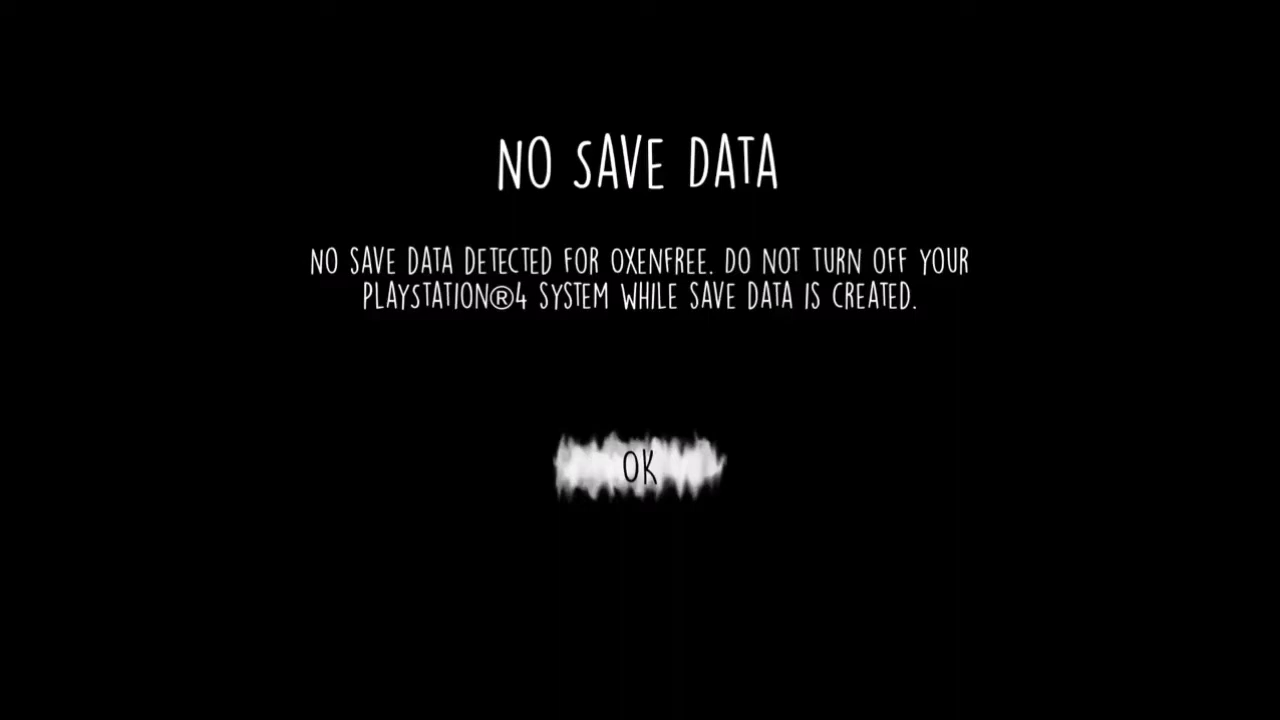 NO SAVE DATA
NO SAVE DATA DETECTED FOR OXENFREE. DO NOT TURN OFF YOUR
PLAYSTATION®4 SYSTEM WHILE SAVE DATA IS CREATED.
OK